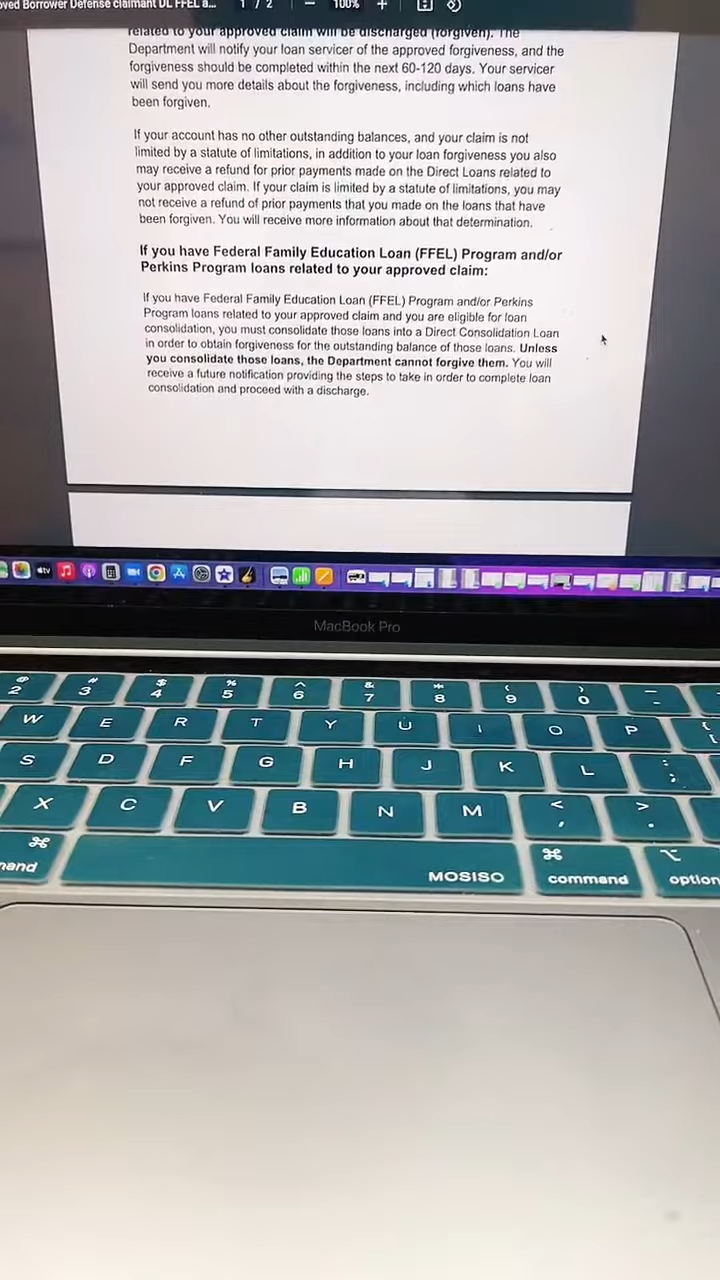 oved Borrower Defense claimant DL FFEL a... 1 / 2 100%
related to your approved claim will be discharged (forgiven). The
Department will notify your loan servicer of the approved forgiveness, and the
forgiveness should be completed within the next 60-120 days. Your servicer
will send you more details about the forgiveness, including which loans have
been forgiven.
If your account has no other outstanding balances, and your claim is not
limited by a statute of limitations, in addition to your loan forgiveness you also
may receive a refund for prior payments made on the Direct Loans related to
your approved claim. If your claim is limited by a statute of limitations, you may
not receive a refund of prior payments that you made on the loans that have
been forgiven. You will receive more information about that determination.
If you have Federal Family Education Loan (FFEL) Program and/or
Perkins Program loans related to your approved claim:
If you have Federal Family Education Loan (FFEL) Program and/or Perkins
Program loans related to your approved claim and you are eligible for loan
consolidation, you must consolidate those loans into a Direct Consolidation Loan
in order to obtain forgiveness for the outstanding balance of those loans. Unless
you consolidate those loans, the Department cannot forgive them. You will
receive a future notification providing the steps to take in order to complete loan
consolidation and proceed with a discharge.
tv
MacBook Pro
@ # $ % ^ & * ( ) _
2 3 4 5 6 7 8 9 0 -
W E R T Y U I O P { [
S D F G H J K L : ;
X C V B N M < , > .
⌘ ⌘ ⌥
mand MOSISO command option